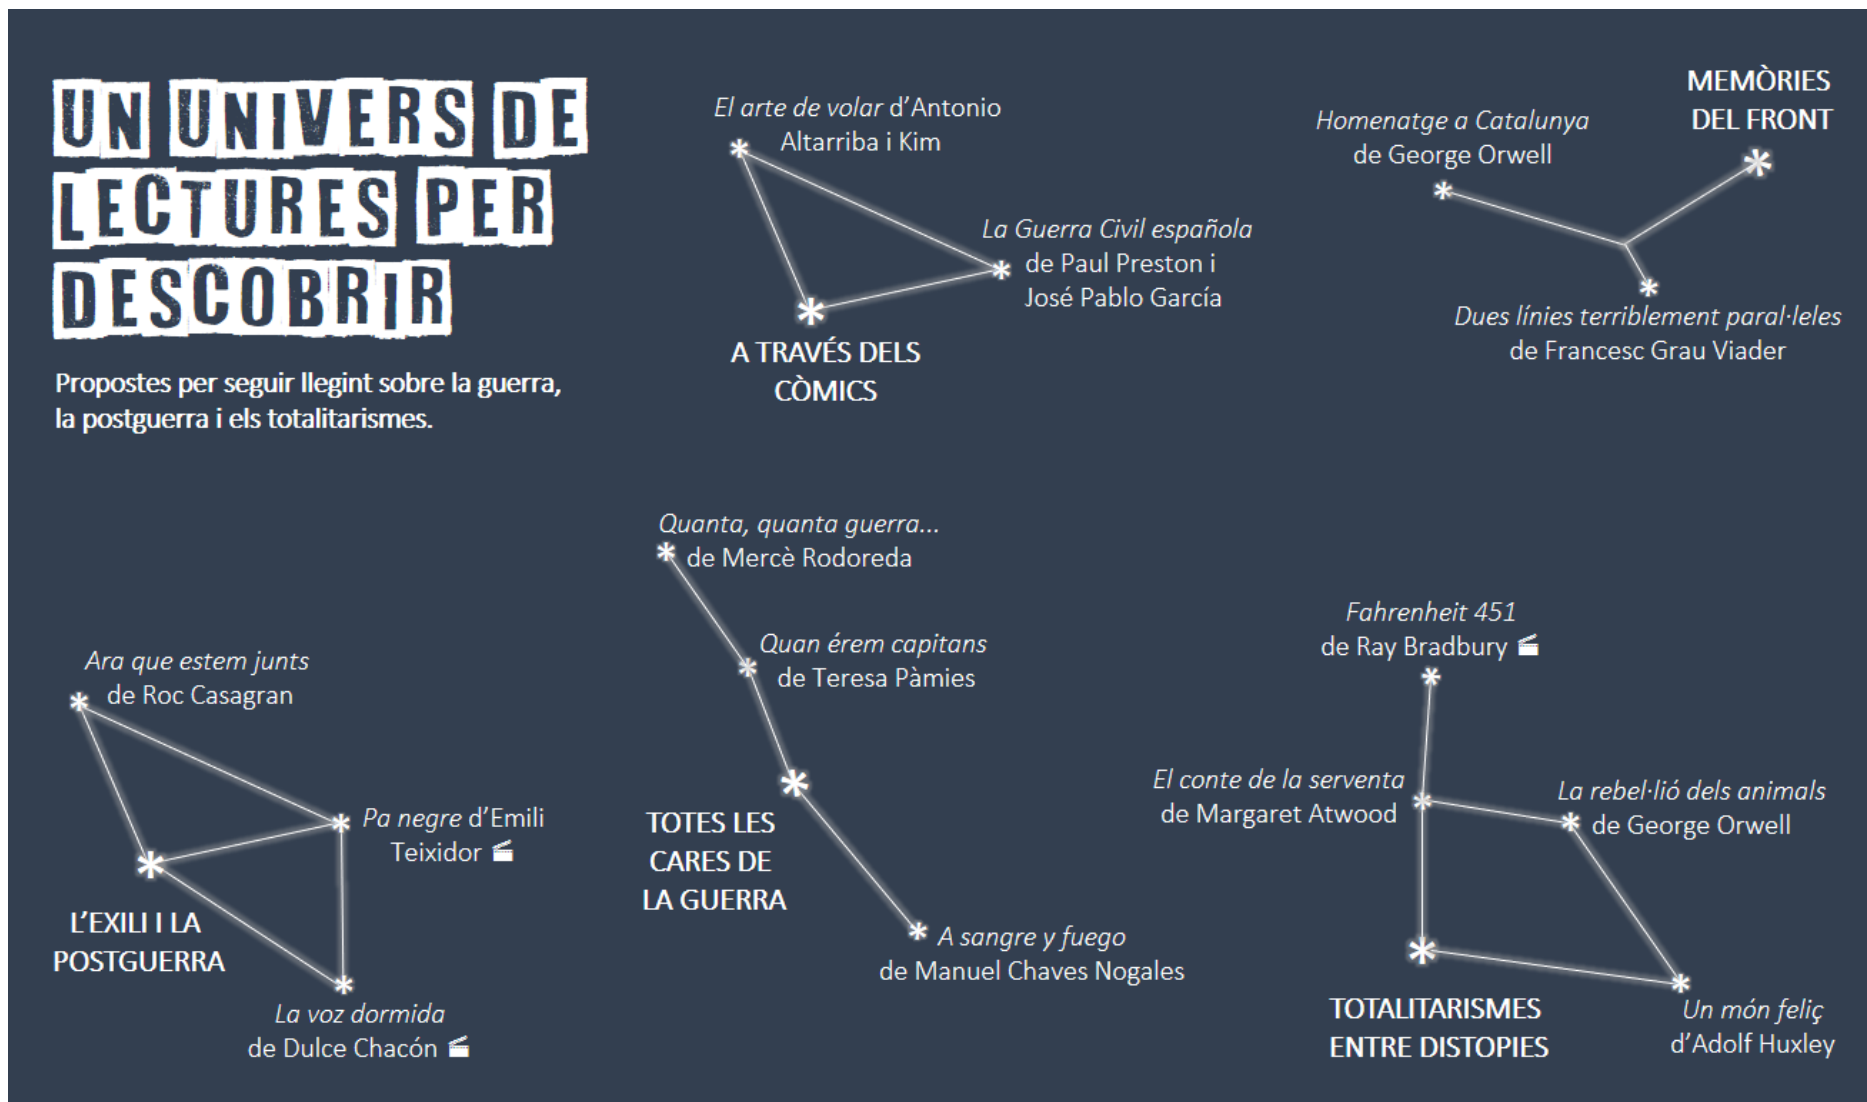 UN UNIVERS DE
LECTURES PER
DESCOBRIR
Propostes per seguir llegint sobre la guerra,
la postguerra i els totalitarismes.
El arte de volar d'Antonio
Altarriba i Kim
La Guerra Civil española
de Paul Preston i
José Pablo García
A TRAVÉS DELS
CÒMICS
MEMÒRIES
DEL FRONT
Homenatge a Catalunya
de George Orwell
Dues línies terriblement paral·leles
de Francesc Grau Viader
Ara que estem junts
de Roc Casagran
Pa negre d'Emili
Teixidor
L'EXILI I LA
POSTGUERRA
La voz dormida
de Dulce Chacón
Quanta, quanta guerra...
de Mercè Rodoreda
Quan érem capitans
de Teresa Pàmies
TOTES LES
CARES DE
LA GUERRA
A sangre y fuego
de Manuel Chaves Nogales
Fahrenheit 451
de Ray Bradbury
El conte de la serventa
de Margaret Atwood
La rebel·lió dels animals
de George Orwell
TOTALITARISMES
ENTRE DISTOPIES
Un món feliç
d'Adolf Huxley